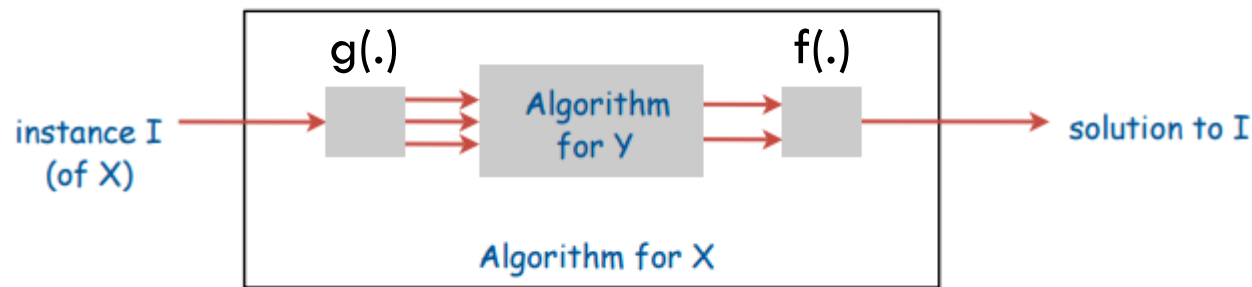 g(.)
f(.)
instance I
(of X)
Algorithm
for Y
solution to I
Algorithm for X